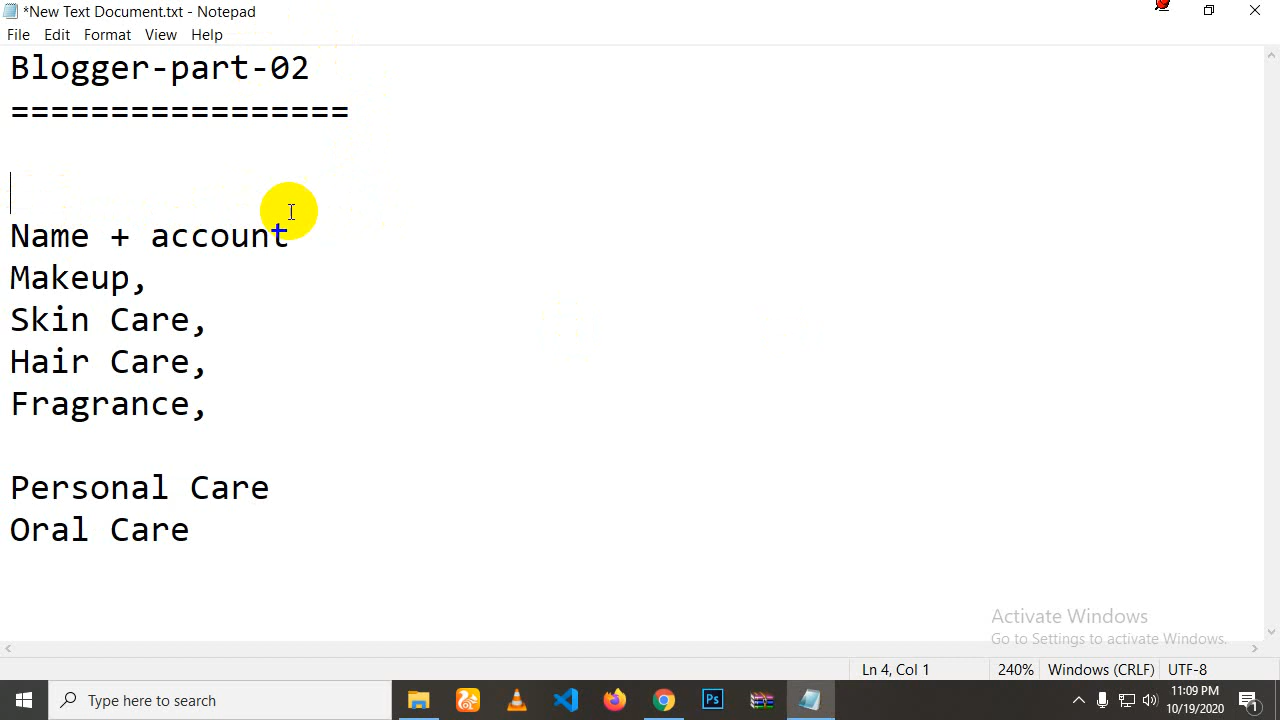 *New Text Document.txt - Notepad
File Edit Format View Help
Blogger-part-02
=================
Name + account
Makeup,
Skin Care,
Hair Care,
Fragrance,
Personal Care
Oral Care
Activate Windows
Go to Settings to activate Windows.
Ln 4, Col 1 240% Windows (CRLF) UTF-8
Type here to search
Ps
11:09 PM
10/19/2020
1